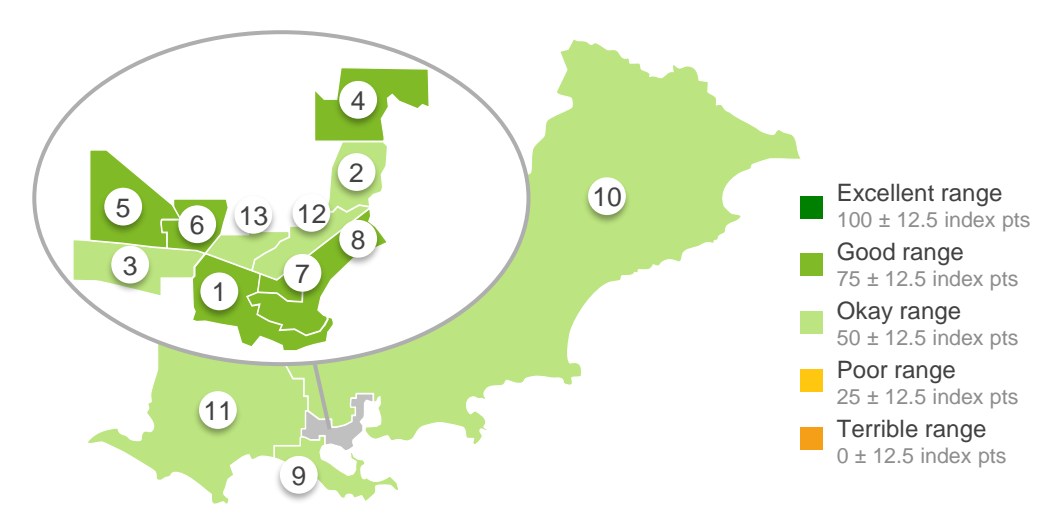 4
2
10
5
6
13
12
8
3
7
1
11
9
Excellent range
100 ± 12.5 index pts
Good range
75 ± 12.5 index pts
Okay range
50 ± 12.5 index pts
Poor range
25 ± 12.5 index pts
Terrible range
0 ± 12.5 index pts